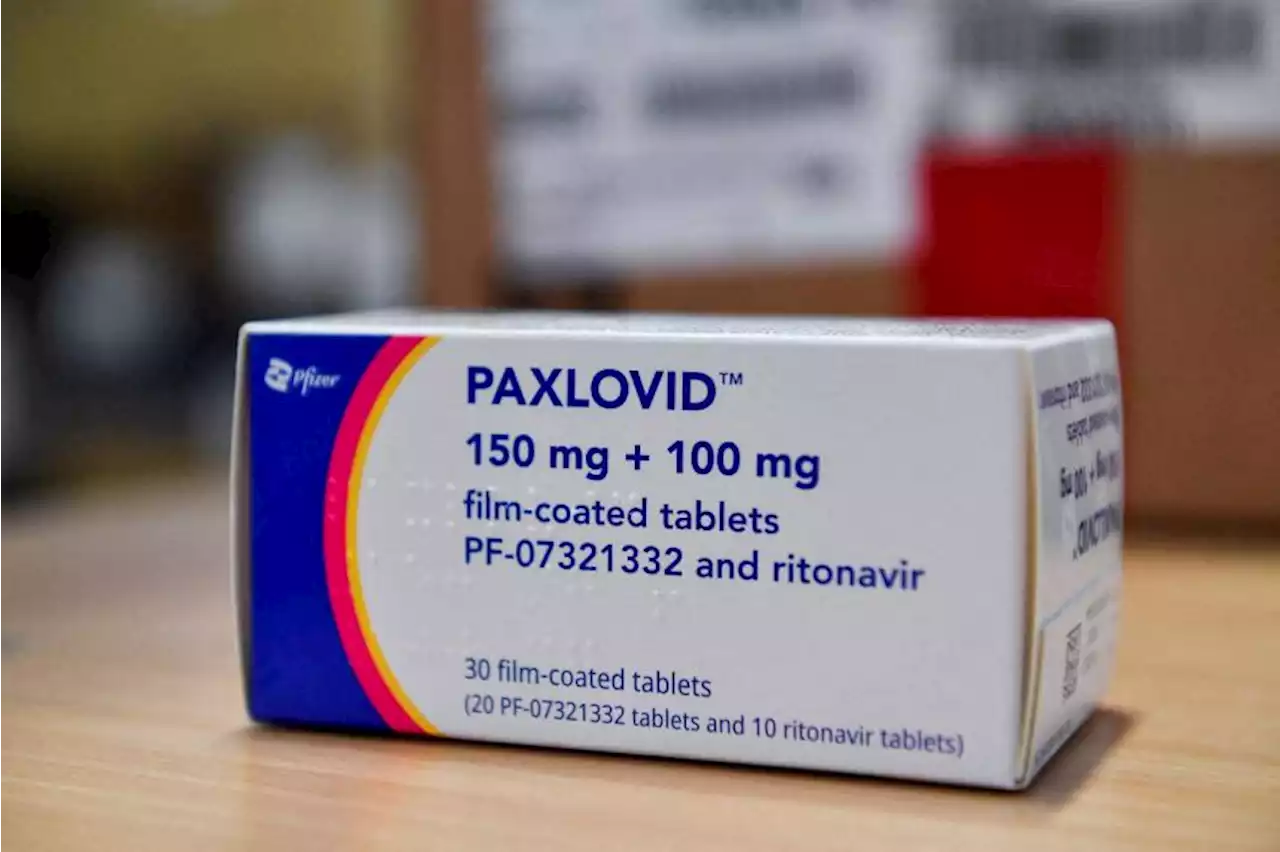 Pfizer
PAXLOVID™
150 mg + 100 mg
film-coated tablets
PF-07321332 and ritonavir
30 film-coated tablets
(20 PF-07321332 tablets and 10 ritonavir tablets)